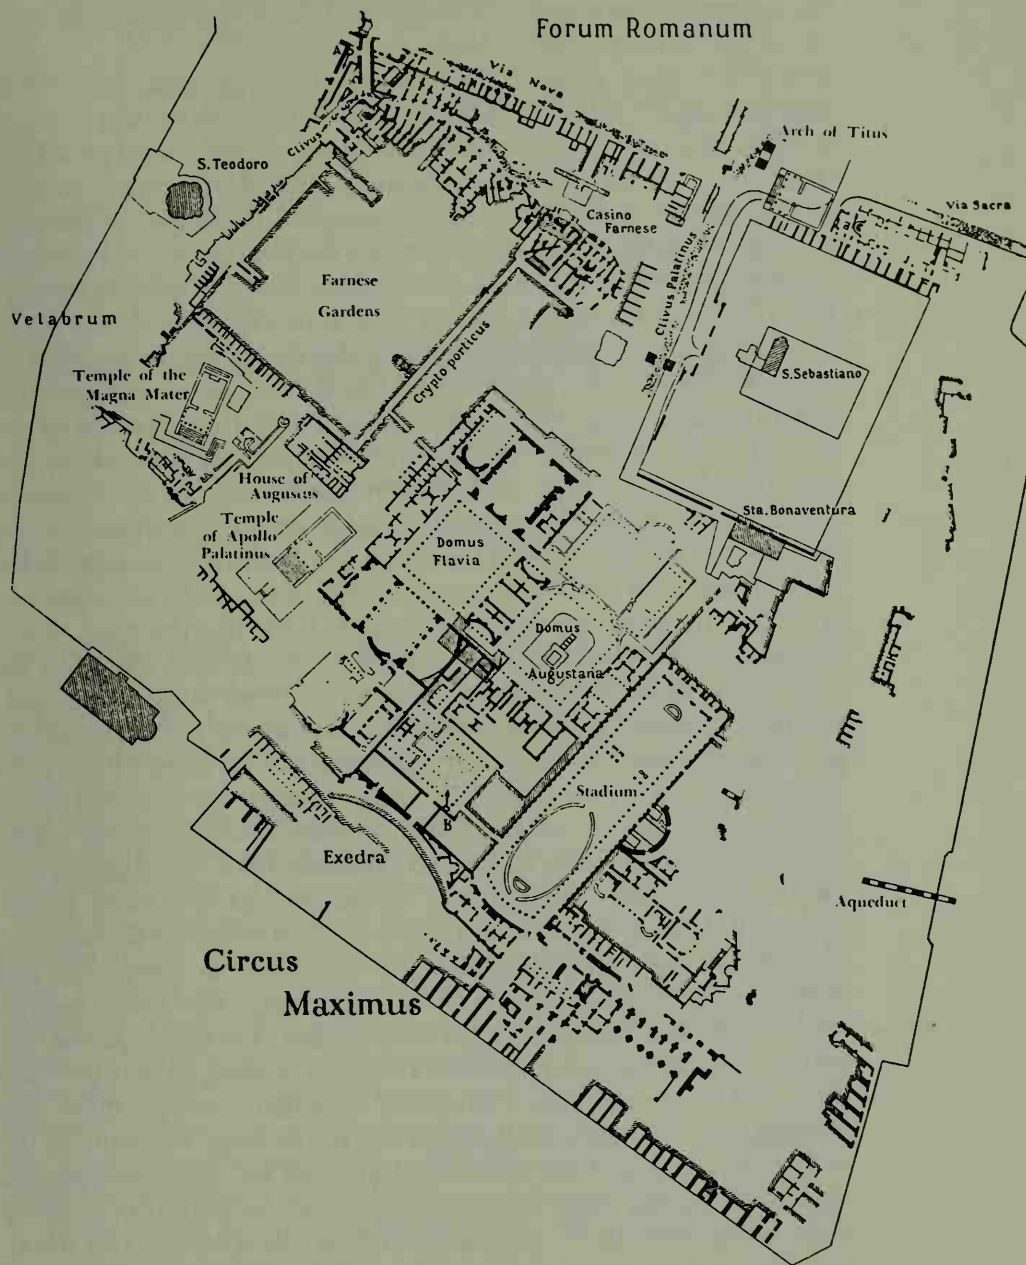 Forum Romanum
Via Nova
Arch of Titus
Clivus
S. Teodoro
Via Sacra
Casino
Farnese
Farnese
Gardens
Clivus Palatinus
Velabrum
Crypto porticus
S. Sebastiano
Temple of the
Magna Mater
House of
Augustus
Sta. Bonaventura
Temple
of Apollo
Palatinus
Domus
Flavia
Domus
Augustana
Stadium
B
Exedra
Aqueduct
Circus
Maximus